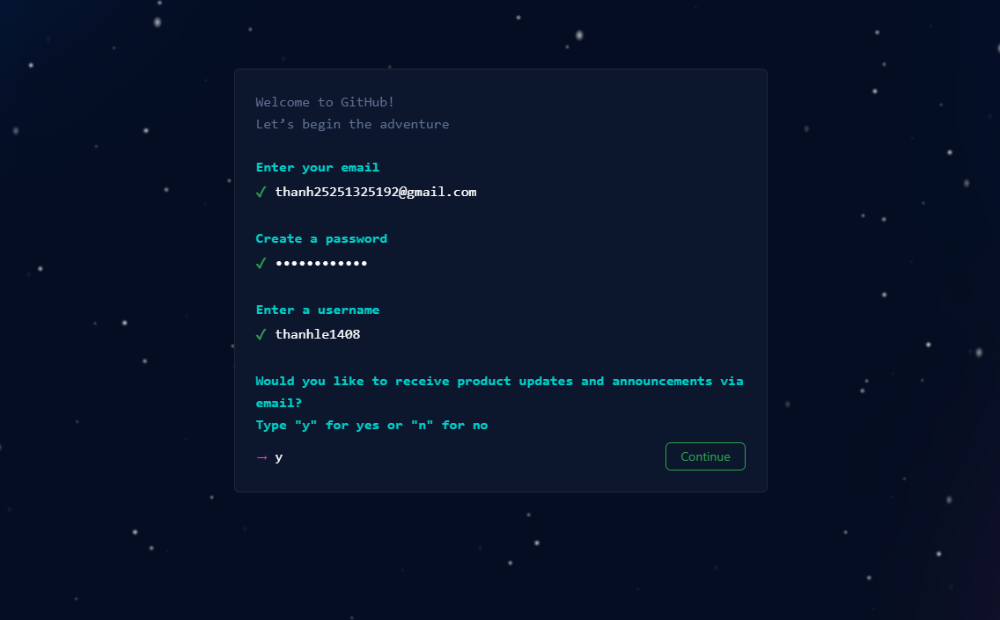 Welcome to GitHub!
Let’s begin the adventure
Enter your email
✓ thanh25251325192@gmail.com
Create a password
✓ ••••••••••••
Enter a username
✓ thanhle1408
Would you like to receive product updates and announcements via
email?
Type "y" for yes or "n" for no
→ y
Continue